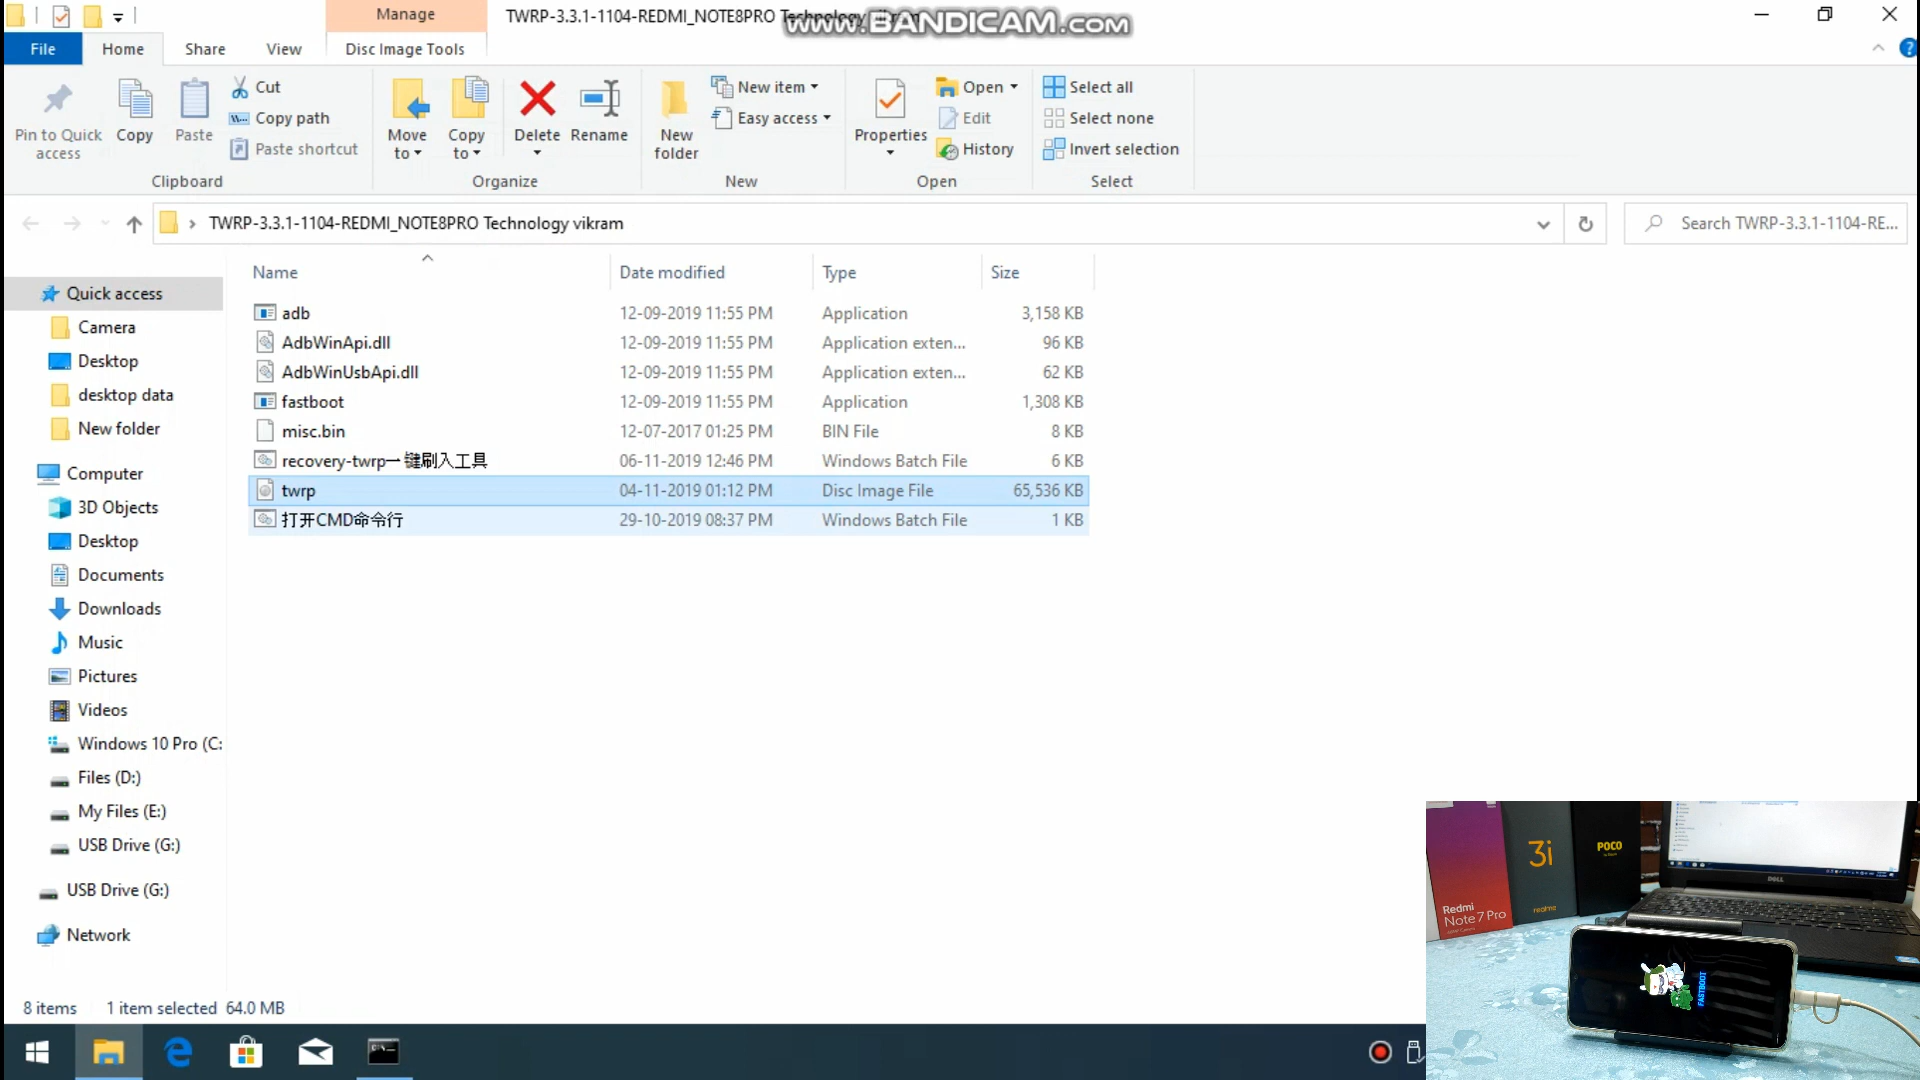 Manage
TWRP-3.3.1-1104-REDMI_NOTE8PRO Technology vikram
www.BANDICAM.com
File
Home
Share
View
Disc Image Tools
Pin to Quick access
Copy
Paste
Cut
Copy path
Paste shortcut
Clipboard
Move to
Copy to
Delete
Rename
Organize
New folder
New item
Easy access
New
Properties
Open
Edit
History
Open
Select all
Select none
Invert selection
Select
TWRP-3.3.1-1104-REDMI_NOTE8PRO Technology vikram
Search TWRP-3.3.1-1104-RE...
Name Date modified Type Size
adb 12-09-2019 11:55 PM Application 3,158 KB
AdbWinApi.dll 12-09-2019 11:55 PM Application exten... 96 KB
AdbWinUsbApi.dll 12-09-2019 11:55 PM Application exten... 62 KB
fastboot 12-09-2019 11:55 PM Application 1,308 KB
misc.bin 12-07-2017 01:25 PM BIN File 8 KB
recovery-twrp一键刷入工具 06-11-2019 12:46 PM Windows Batch File 6 KB
twrp 04-11-2019 01:12 PM Disc Image File 65,536 KB
打开CMD命令行 29-10-2019 08:37 PM Windows Batch File 1 KB
Quick access
Camera
Desktop
desktop data
New folder
Computer
3D Objects
Desktop
Documents
Downloads
Music
Pictures
Videos
Windows 10 Pro (C:
Files (D:)
My Files (E:)
USB Drive (G:)
USB Drive (G:)
Network
8 items 1 item selected 64.0 MB
Redmi
Note 7 Pro
3i
realme
POCO
DELL
FASTBOOT